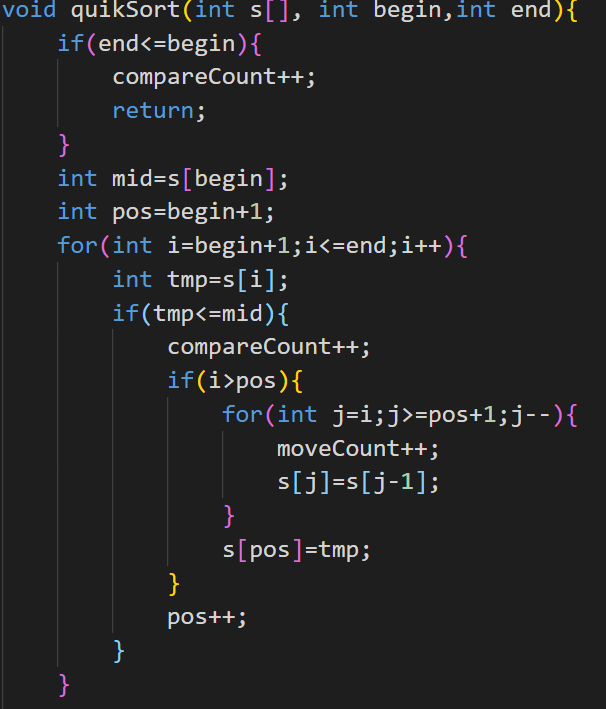 void quikSort(int s[], int begin,int end){
    if(end<=begin){
        compareCount++;
        return;
    }
    int mid=s[begin];
    int pos=begin+1;
    for(int i=begin+1;i<=end;i++){
        int tmp=s[i];
        if(tmp<=mid){
            compareCount++;
            if(i>pos){
                for(int j=i;j>=pos+1;j--){
                    moveCount++;
                    s[j]=s[j-1];
                }
                s[pos]=tmp;
            }
            pos++;
        }
    }